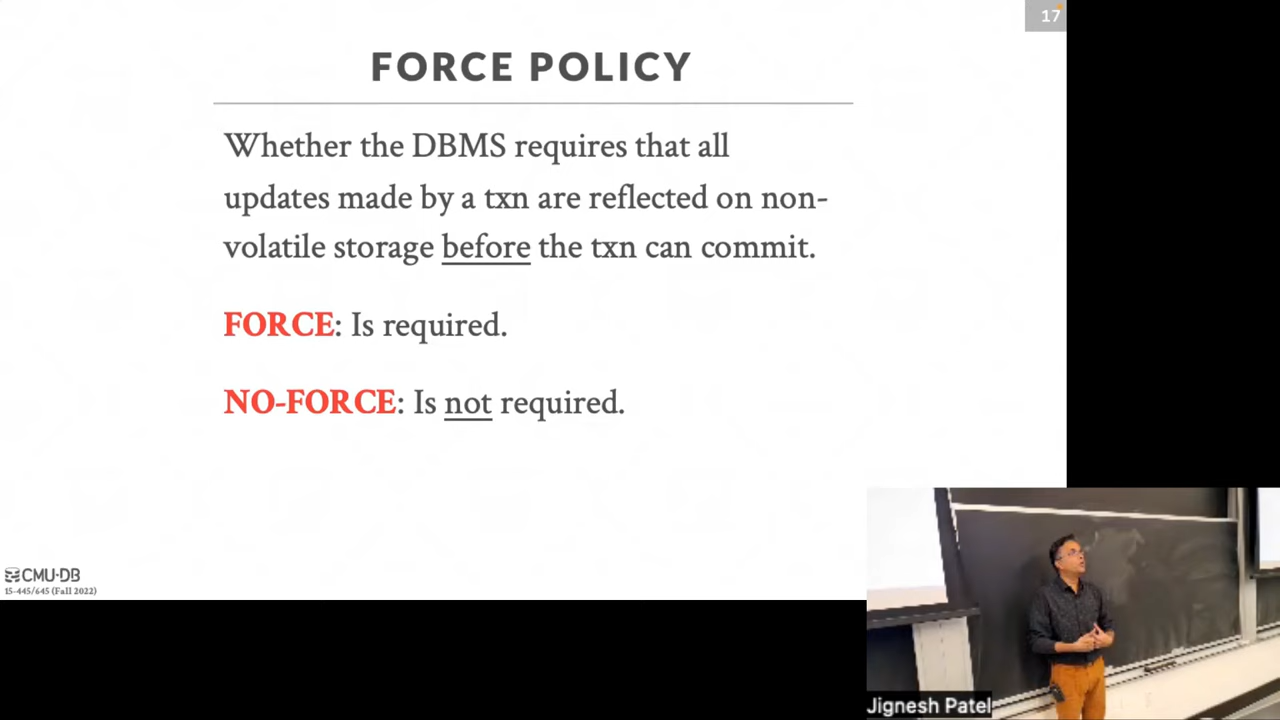 17
FORCE POLICY
Whether the DBMS requires that all
updates made by a txn are reflected on non-
volatile storage before the txn can commit.
FORCE: Is required.
NO-FORCE: Is not required.
CMU·DB
15-445/645 (Fall 2022)
Jignesh Patel